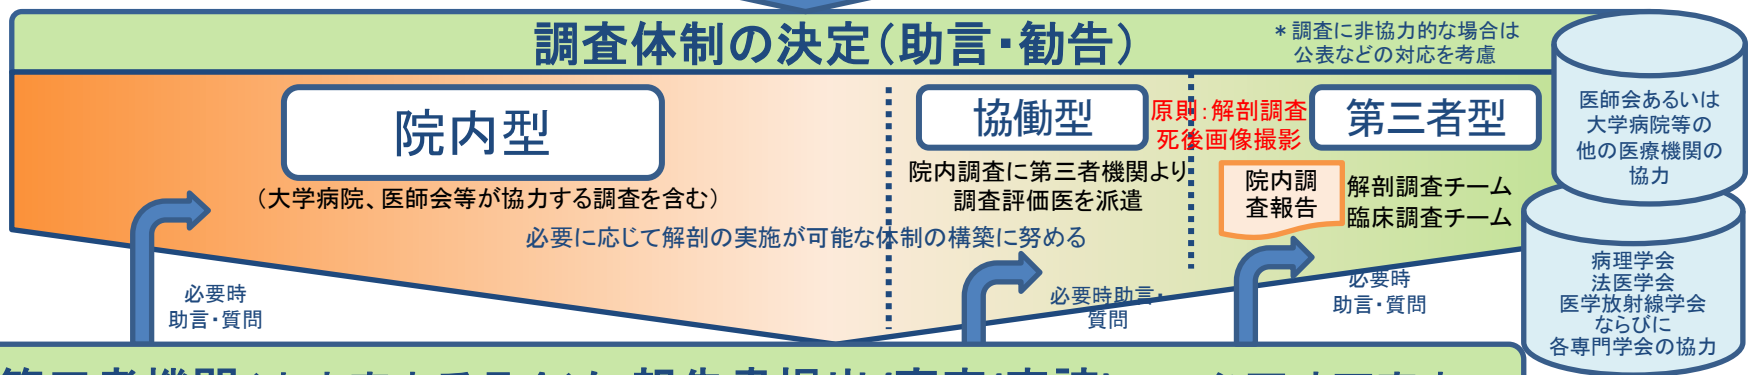 調査体制の決定(助言・勧告)
＊調査に非協力的な場合は
公表などの対応を考慮
院内型
(大学病院、医師会等が協力する調査を含む)
必要に応じて解剖の実施が可能な体制の構築に努める
協働型
院内調査に第三者機関より
調査評価医を派遣
原則:解剖調査
死後画像撮影
第三者型
院内調
査報告
解剖調査チーム
臨床調査チーム
医師会あるいは
大学病院等の
他の医療機関の
協力
病理学会
法医学会
医学放射線学会
ならびに
各専門学会の協力
必要時
助言・質問
必要時助言・
質問
必要時
助言・質問